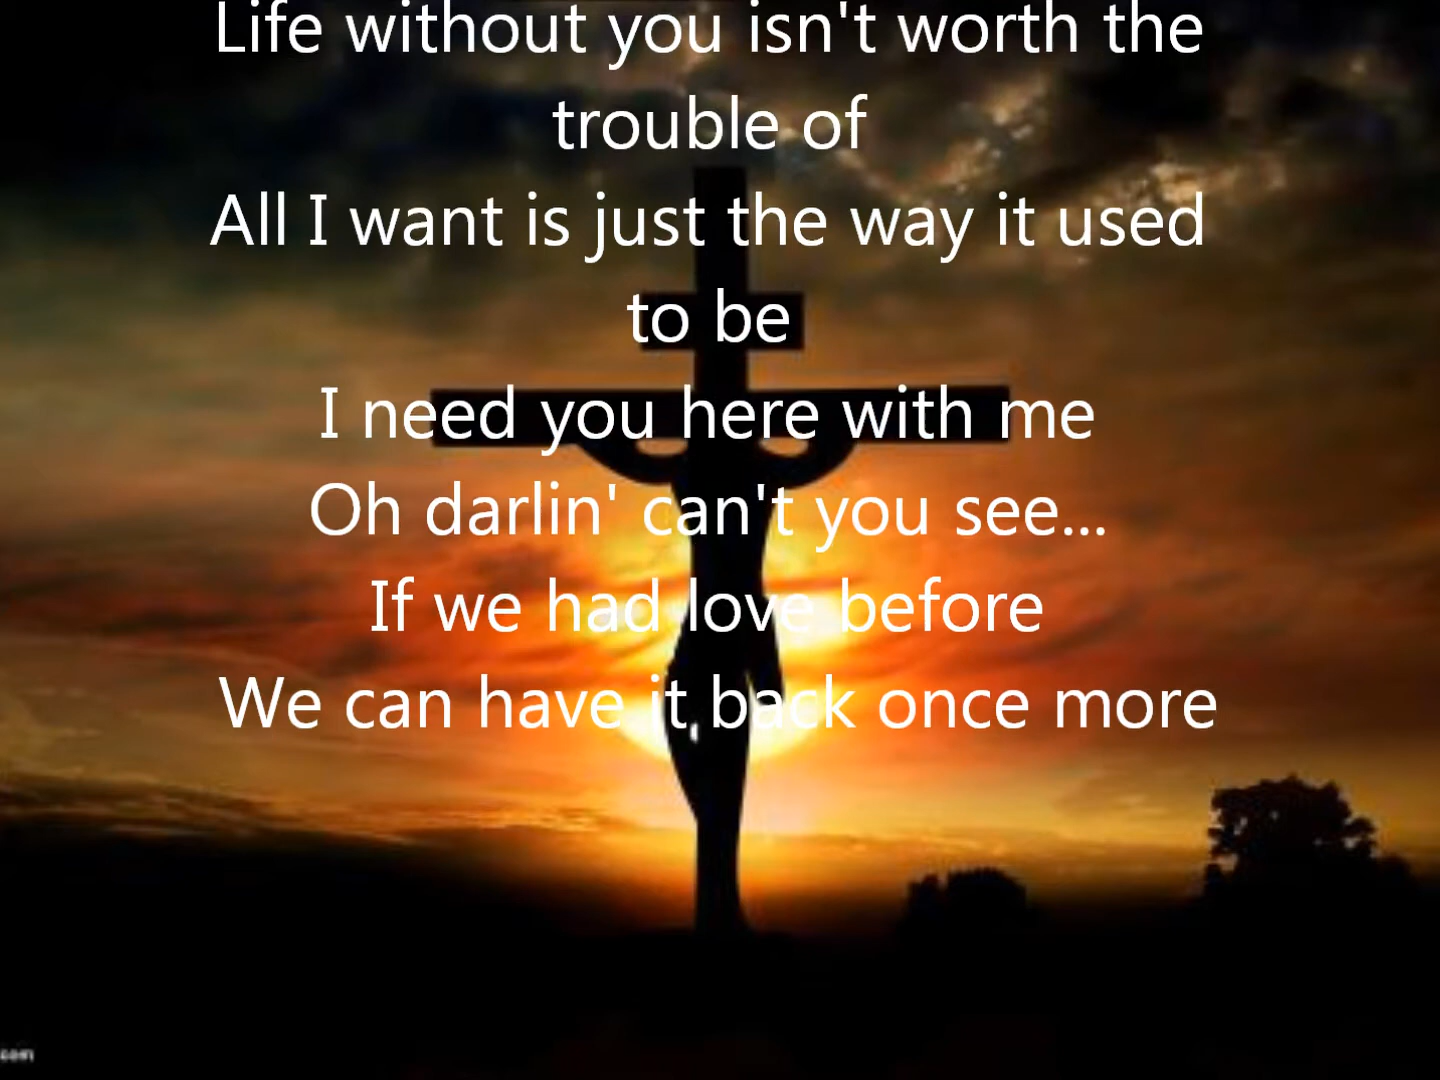 Life without you isn't worth the
trouble of
All I want is just the way it used
to be
I need you here with me
Oh darlin' can't you see...
If we had love before
We can have it back once more
com